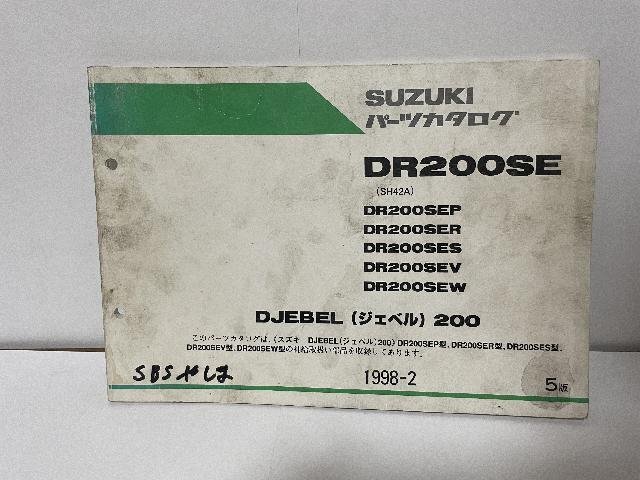 SUZUKI
パーツカタログ
DR200SE
(SH42A)
DR200SEP
DR200SER
DR200SES
DR200SEV
DR200SEW
DJEBEL (ジェベル) 200
このパーツカタログは、《スズキ DJEBEL(ジェベル)200》DR200SEP型、DR200SER型、DR200SES型、
DR200SEV型、DR200SEW型の補給取扱い部品を収録してあります。
SBSやしま
1998-2
5版